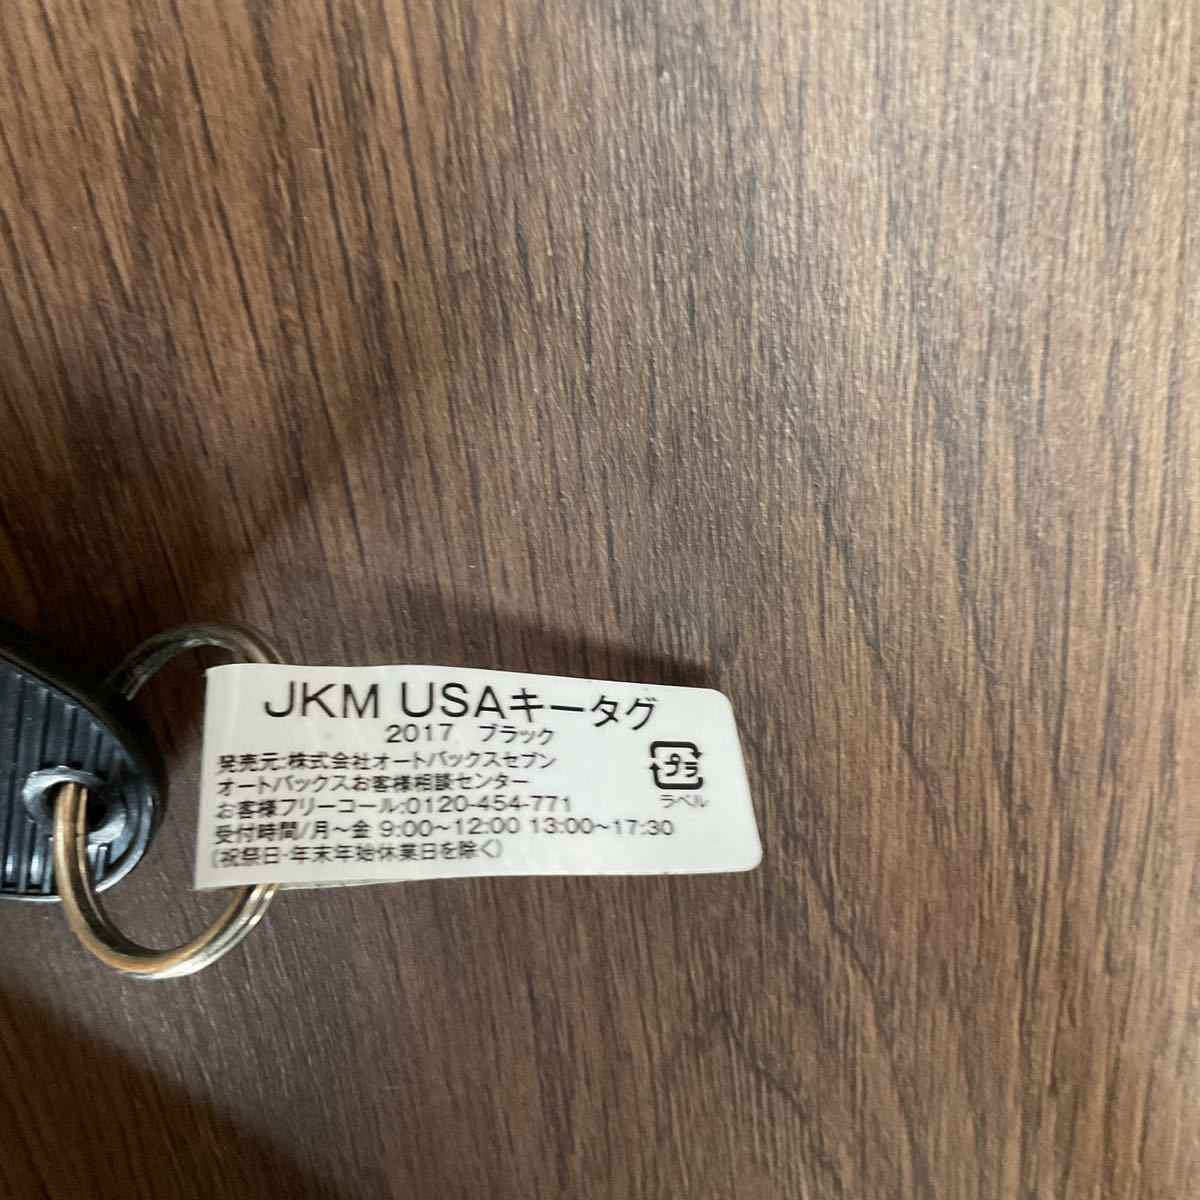 JKM USAキータグ
2017 ブラック
発売元:株式会社オートバックスセブン
オートバックスお客様相談センター
お客様フリーコール:0120-454-771
受付時間/月～金 9:00～12:00 13:00～17:30
(祝祭日・年末年始休業日を除く)
プラ
ラベル